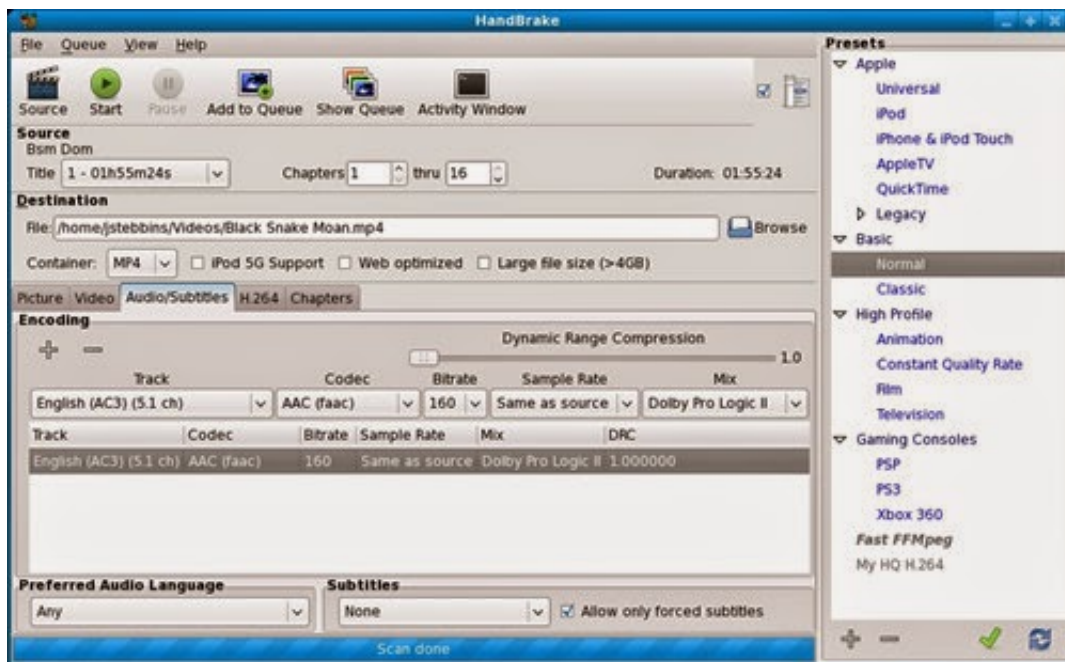 HandBrake
File Queue View Help
Source Start Pause Add to Queue Show Queue Activity Window
Source
Bsm Dom
Title 1 - 01h55m24s Chapters 1 thru 16 Duration: 01:55:24
Destination
File: /home/jstebbins/Videos/Black Snake Moan.mp4 Browse
Container: MP4 iPod 5G Support Web optimized Large file size (>4GB)
Picture Video Audio/Subtitles H.264 Chapters
Encoding
Dynamic Range Compression
1.0
Track Codec Bitrate Sample Rate Mix
English (AC3) (5.1 ch) AAC (faac) 160 Same as source Dolby Pro Logic II
Track Codec Bitrate Sample Rate Mix DRC
English (AC3) (5.1 ch) AAC (faac) 160 Same as source Dolby Pro Logic II 1.000000
Preferred Audio Language Subtitles
Any None Allow only forced subtitles
Scan done
Presets
Apple
Universal
iPod
iPhone & iPod Touch
AppleTV
QuickTime
Legacy
Basic
Normal
Classic
High Profile
Animation
Constant Quality Rate
Film
Television
Gaming Consoles
PSP
PS3
Xbox 360
Fast FFMpeg
My HQ H.264